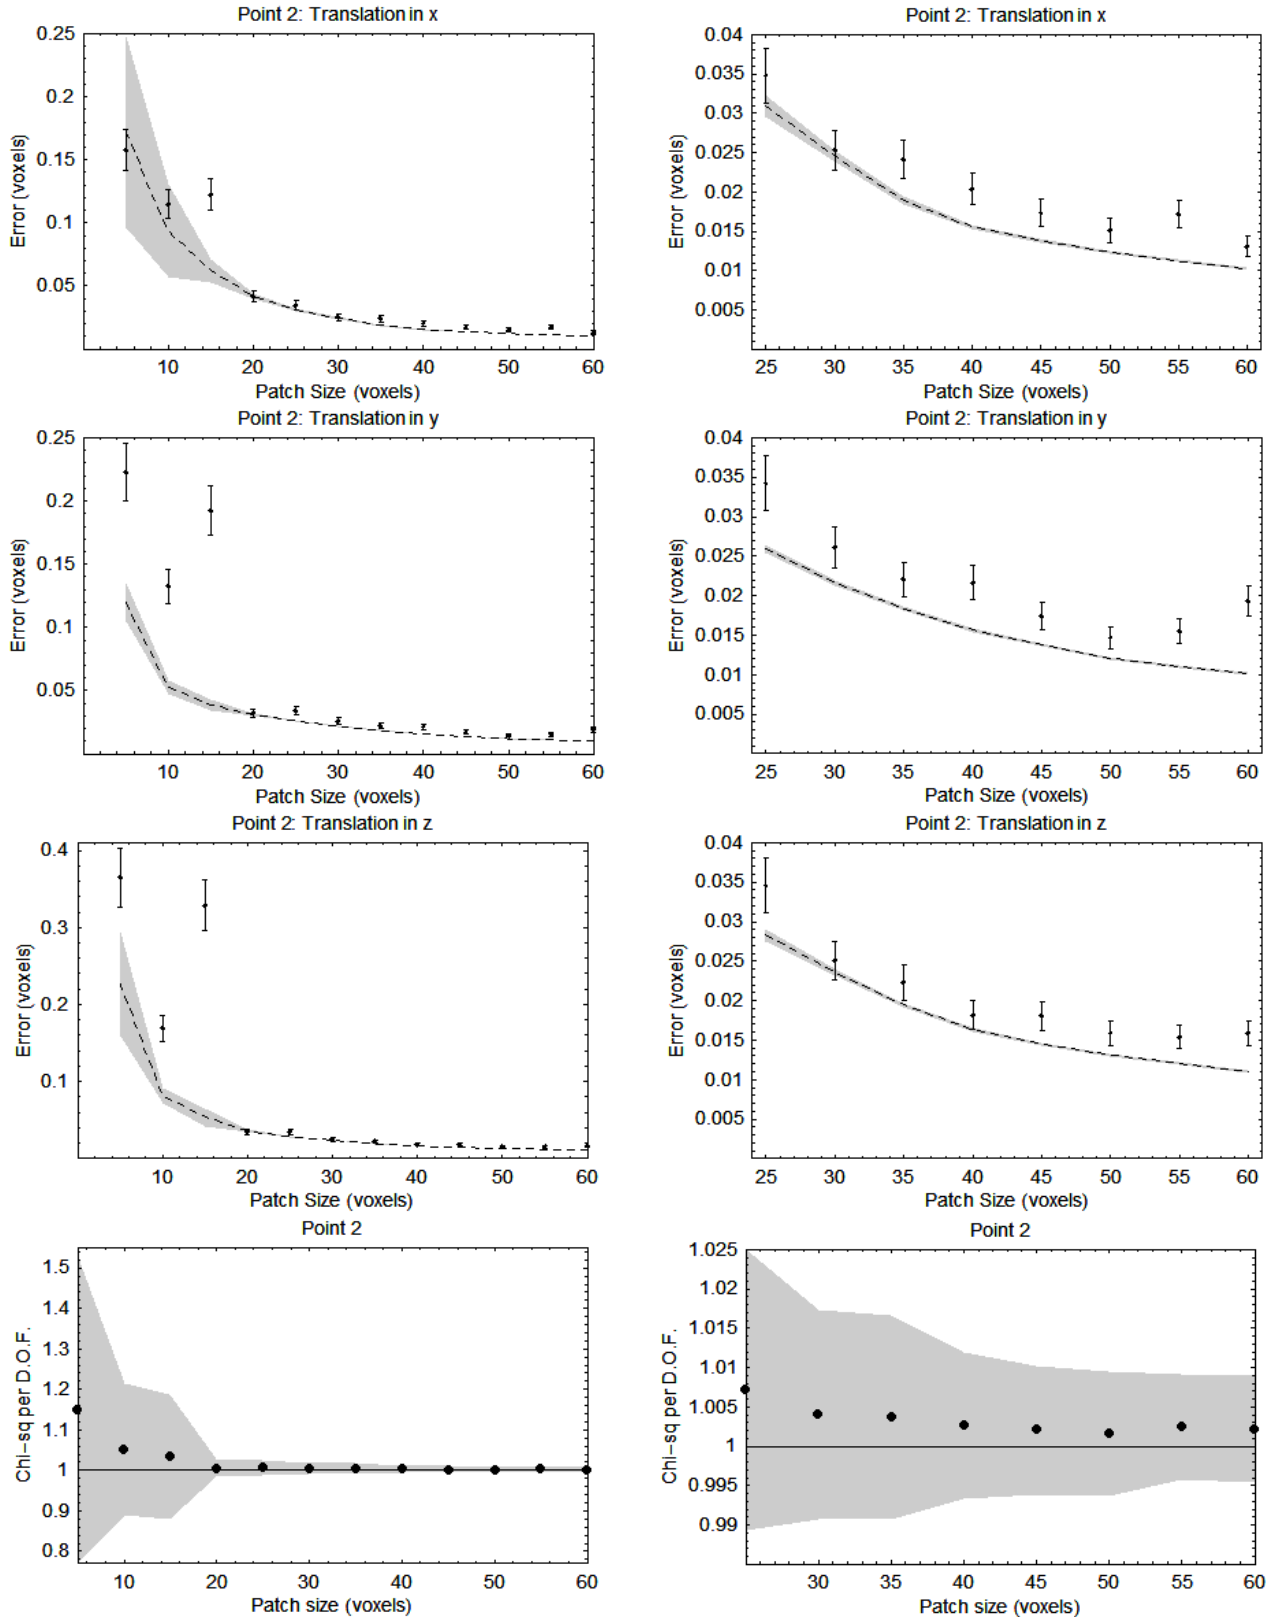 Point 2: Translation in x
Error (voxels)
0.25
0.2
0.15
0.1
0.05
10 20 30 40 50 60
Patch Size (voxels)
Point 2: Translation in x
Error (voxels)
0.04
0.035
0.03
0.025
0.02
0.015
0.01
0.005
25 30 35 40 45 50 55 60
Patch Size (voxels)
Point 2: Translation in y
Error (voxels)
0.25
0.2
0.15
0.1
0.05
10 20 30 40 50 60
Patch Size (voxels)
Point 2: Translation in y
Error (voxels)
0.04
0.035
0.03
0.025
0.02
0.015
0.01
0.005
25 30 35 40 45 50 55 60
Patch Size (voxels)
Point 2: Translation in z
Error (voxels)
0.4
0.3
0.2
0.1
10 20 30 40 50 60
Patch Size (voxels)
Point 2: Translation in z
Error (voxels)
0.04
0.035
0.03
0.025
0.02
0.015
0.01
0.005
25 30 35 40 45 50 55 60
Patch Size (voxels)
Point 2
Chi-sq per D.O.F.
1.5
1.4
1.3
1.2
1.1
1
0.9
0.8
10 20 30 40 50 60
Patch size (voxels)
Point 2
Chi-sq per D.O.F.
1.025
1.02
1.015
1.01
1.005
1
0.995
0.99
30 35 40 45 50 55 60
Patch size (voxels)